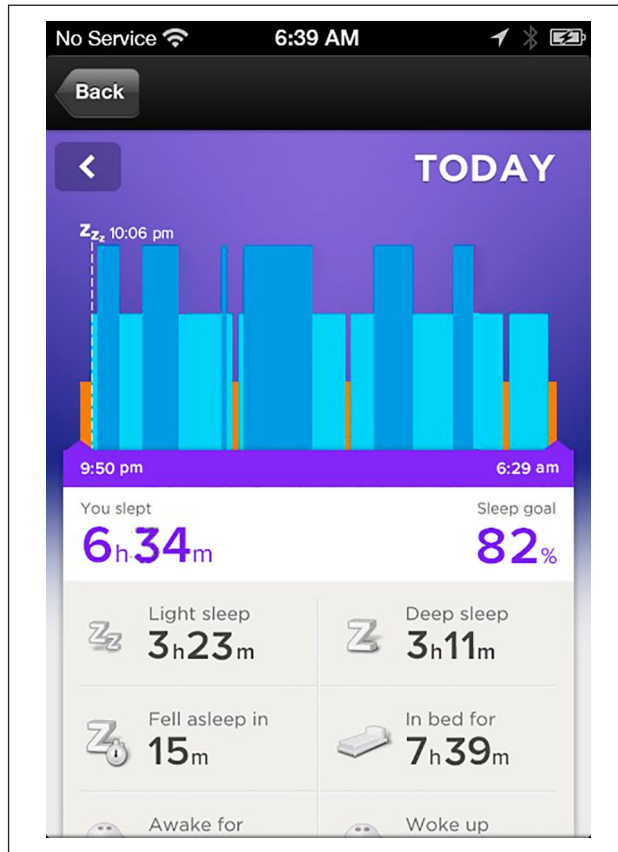 No Service 6:39 AM
Back
TODAY
Zzz 10:06 pm
9:50 pm 6:29 am
You slept Sleep goal
6h34m 82%
Light sleep Deep sleep
3h23m 3h11m
Fell asleep in In bed for
15m 7h39m
Awake for Woke up